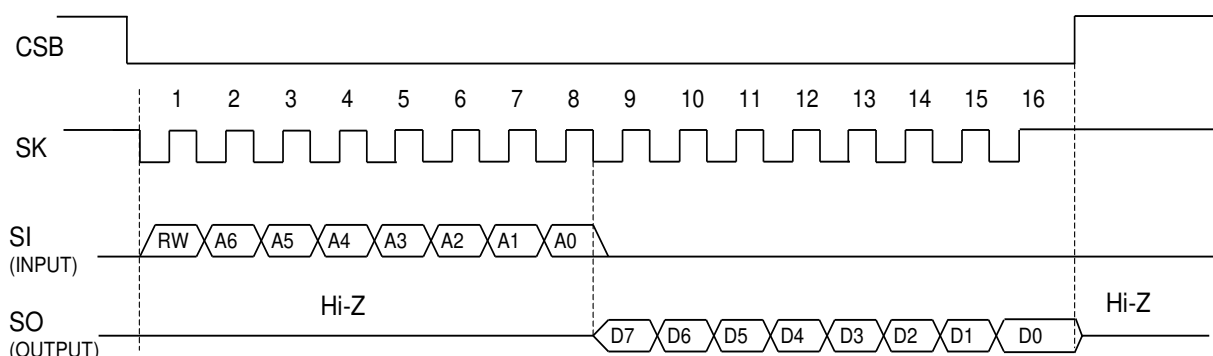 CSB
1 2 3 4 5 6 7 8 9 10 11 12 13 14 15 16
SK
SI
(INPUT)
RW A6 A5 A4 A3 A2 A1 A0
Hi-Z
Hi-Z
SO
(OUTPUT)
D7 D6 D5 D4 D3 D2 D1 D0